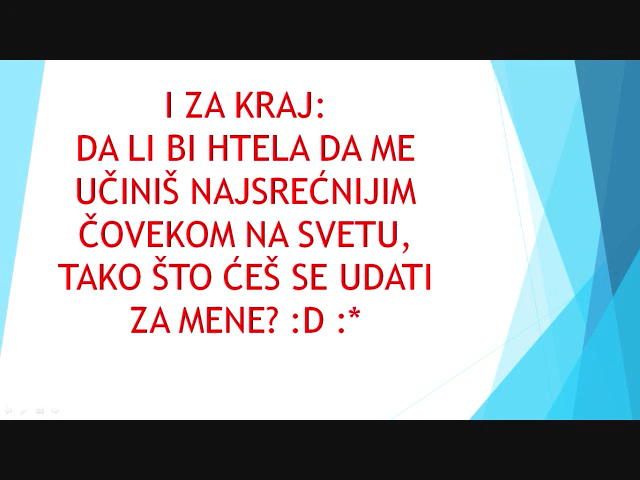 I ZA KRAJ:
DA LI BI HTELA DA ME
UČINIŠ NAJSREĆNIJIM
ČOVEKOM NA SVETU,
TAKO ŠTO ĆEŠ SE UDATI
ZA MENE? :D :*